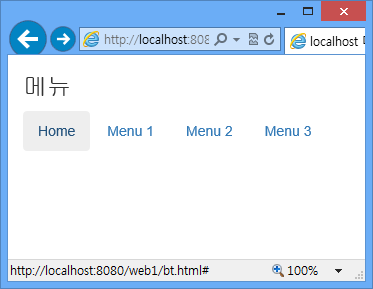 http://localhost:808
localhost
메뉴
Home Menu 1 Menu 2 Menu 3
http://localhost:8080/web1/bt.html#
100%